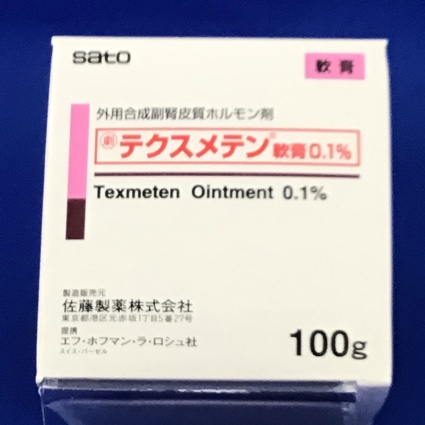 sato
軟膏
外用合成副腎皮質ホルモン剤
劇 テクスメテン® 軟膏0.1%
Texmeten Ointment 0.1%
製造販売元
佐藤製薬株式会社
東京都港区元赤坂1丁目5番27号
提携
エフ・ホフマン・ラ・ロシュ社
スイス・バーゼル
100g